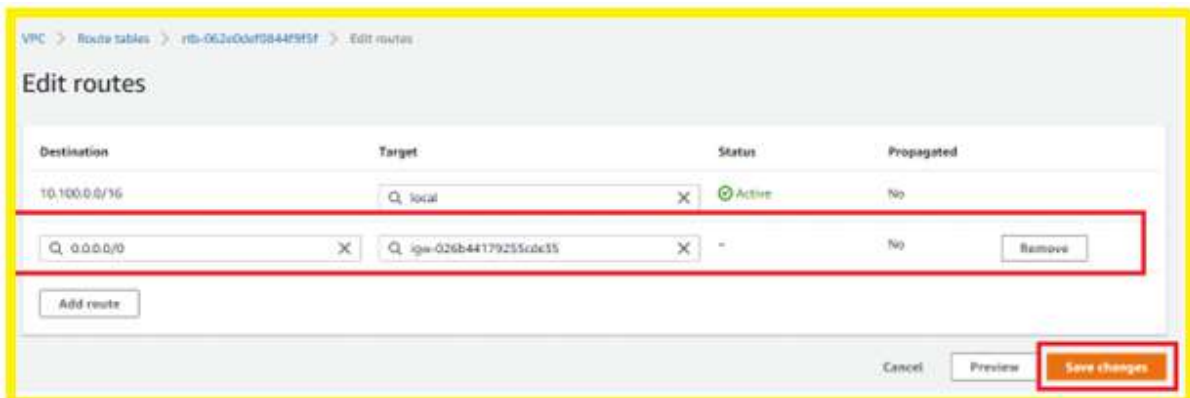 VPC > Route tables > rtb-062e0def0844f9f5f > Edit routes
Edit routes
Destination Target Status Propagated
10.100.0.0/16 local Active No
0.0.0.0/0 igw-026b44179255cdc35 - No Remove
Add route
Cancel Preview Save changes